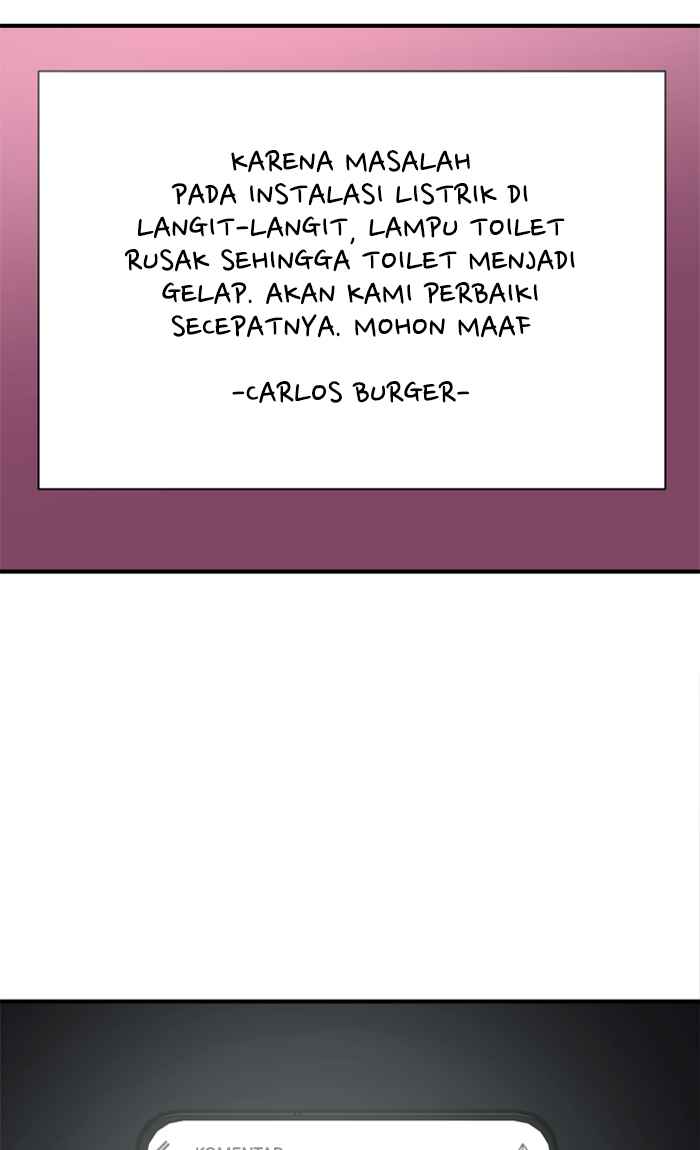 KARENA MASALAH
PADA INSTALASI LISTRIK DI
LANGIT-LANGIT, LAMPU TOILET
RUSAK SEHINGGA TOILET MENJADI
GELAP. AKAN KAMI PERBAIKI
SECEPATNYA. MOHON MAAF
-CARLOS BURGER-
KOMENTAR